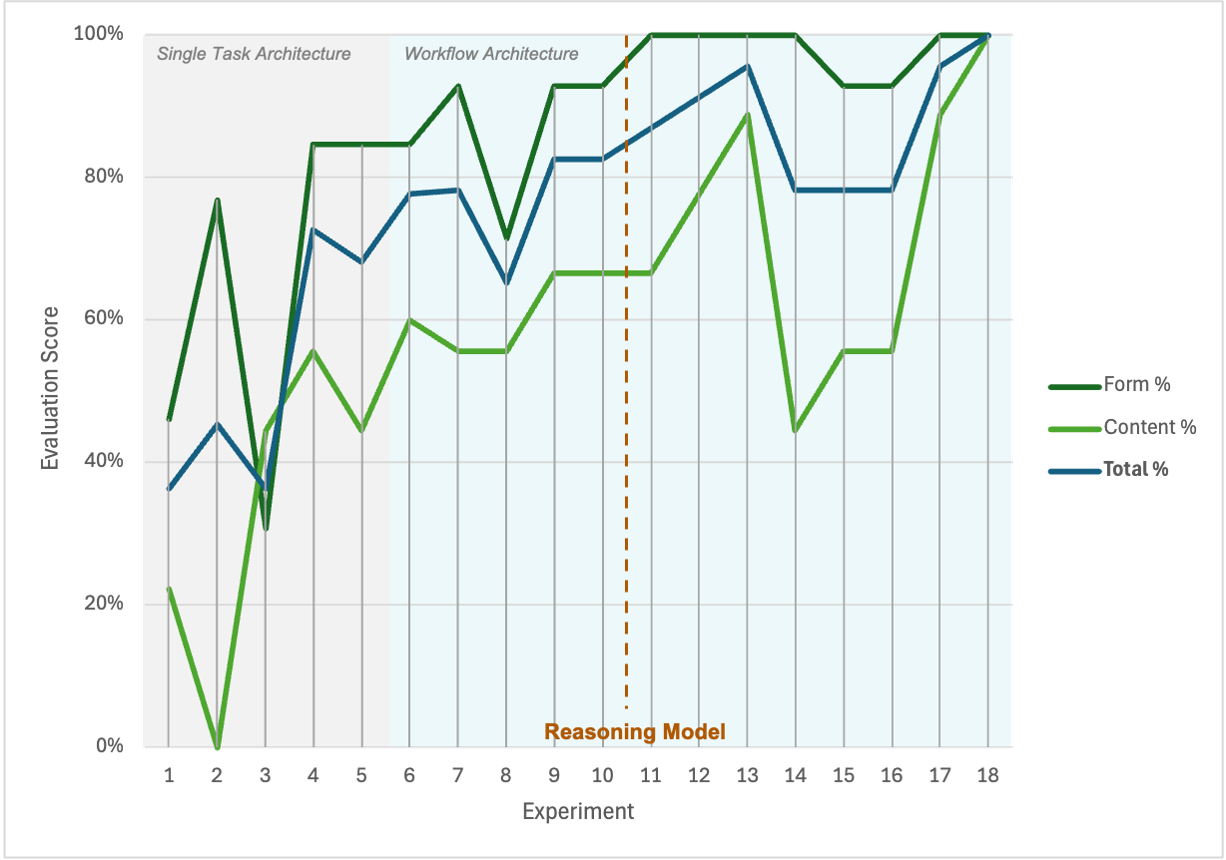 100%
Single Task Architecture
Workflow Architecture
80%
60%
40%
20%
0%
Evaluation Score
Reasoning Model
1 2 3 4 5 6 7 8 9 10 11 12 13 14 15 16 17 18
Experiment
Form %
Content %
Total %